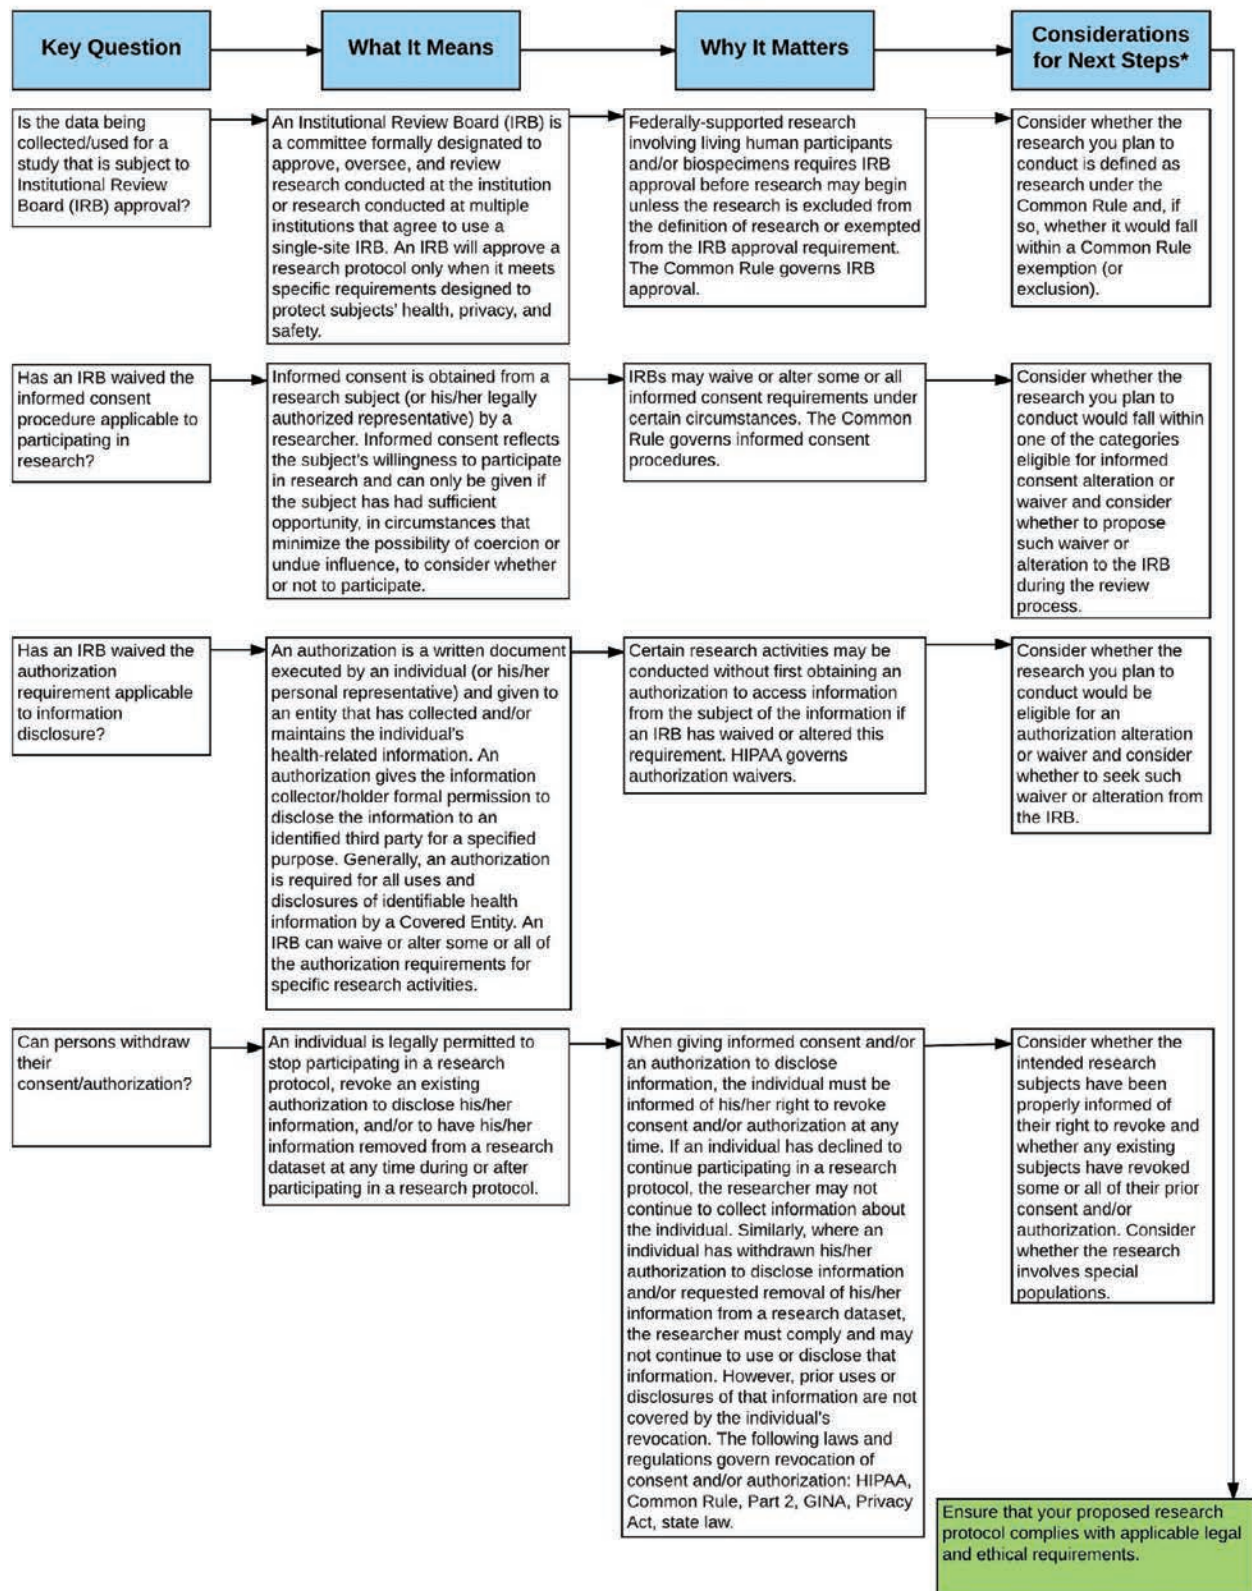 Key Question
What It Means
Why It Matters
Considerations
for Next Steps*
Is the data being
collected/used for a
study that is subject to
Institutional Review
Board (IRB) approval?
An Institutional Review Board (IRB) is
a committee formally designated to
approve, oversee, and review
research conducted at the institution
or research conducted at multiple
institutions that agree to use a
single-site IRB. An IRB will approve a
research protocol only when it meets
specific requirements designed to
protect subjects' health, privacy, and
safety.
Federally-supported research
involving living human participants
and/or biospecimens requires IRB
approval before research may begin
unless the research is excluded from
the definition of research or exempted
from the IRB approval requirement.
The Common Rule governs IRB
approval.
Consider whether the
research you plan to
conduct is defined as
research under the
Common Rule and, if
so, whether it would fall
within a Common Rule
exemption (or
exclusion).
Has an IRB waived the
informed consent
procedure applicable to
participating in
research?
Informed consent is obtained from a
research subject (or his/her legally
authorized representative) by a
researcher. Informed consent reflects
the subject's willingness to participate
in research and can only be given if
the subject has had sufficient
opportunity, in circumstances that
minimize the possibility of coercion or
undue influence, to consider whether
or not to participate.
IRBs may waive or alter some or all
informed consent requirements under
certain circumstances. The Common
Rule governs informed consent
procedures.
Consider whether the
research you plan to
conduct would fall within
one of the categories
eligible for informed
consent alteration or
waiver and consider
whether to propose
such waiver or
alteration to the IRB
during the review
process.
Has an IRB waived the
authorization
requirement applicable
to information
disclosure?
An authorization is a written document
executed by an individual (or his/her
personal representative) and given to
an entity that has collected and/or
maintains the individual's
health-related information. An
authorization gives the information
collector/holder formal permission to
disclose the information to an
identified third party for a specified
purpose. Generally, an authorization
is required for all uses and
disclosures of identifiable health
information by a Covered Entity. An
IRB can waive or alter some or all of
the authorization requirements for
specific research activities.
Certain research activities may be
conducted without first obtaining an
authorization to access information
from the subject of the information if
an IRB has waived or altered this
requirement. HIPAA governs
authorization waivers.
Consider whether the
research you plan to
conduct would be
eligible for an
authorization alteration
or waiver and consider
whether to seek such
waiver or alteration from
the IRB.
Can persons withdraw
their
consent/authorization?
An individual is legally permitted to
stop participating in a research
protocol, revoke an existing
authorization to disclose his/her
information, and/or to have his/her
information removed from a research
dataset at any time during or after
participating in a research protocol.
When giving informed consent and/or
an authorization to disclose
information, the individual must be
informed of his/her right to revoke
consent and/or authorization at any
time. If an individual has declined to
continue participating in a research
protocol, the researcher may not
continue to collect information about
the individual. Similarly, where an
individual has withdrawn his/her
authorization to disclose information
and/or requested removal of his/her
information from a research dataset,
the researcher must comply and may
not continue to use or disclose that
information. However, prior uses or
disclosures of that information are not
covered by the individual's
revocation. The following laws and
regulations govern revocation of
consent and/or authorization: HIPAA,
Common Rule, Part 2, GINA, Privacy
Act, state law.
Consider whether the
intended research
subjects have been
properly informed of
their right to revoke and
whether any existing
subjects have revoked
some or all of their prior
consent and/or
authorization. Consider
whether the research
involves special
populations.
Ensure that your proposed research
protocol complies with applicable legal
and ethical requirements.